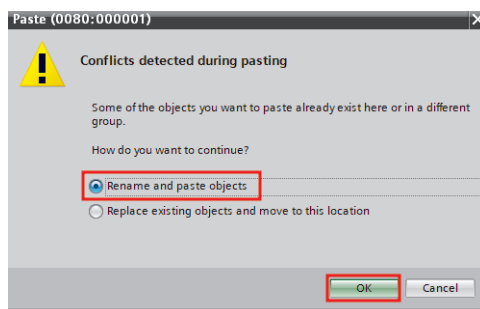 Paste (0080:000001)
Conflicts detected during pasting
Some of the objects you want to paste already exist here or in a different
group.
How do you want to continue?
Rename and paste objects
Replace existing objects and move to this location
OK Cancel